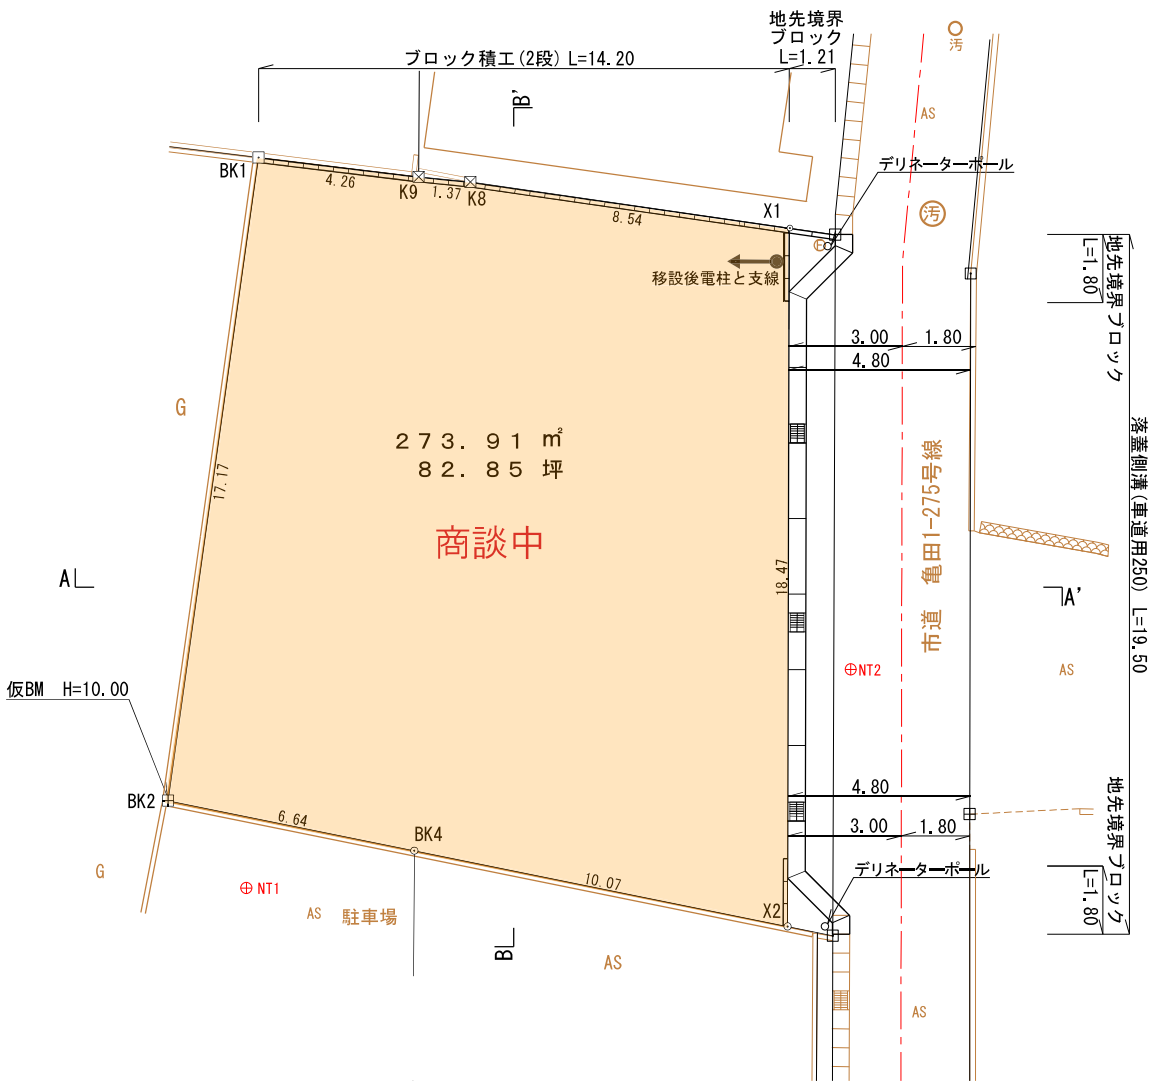 地先境界
ブロック
L=1.21
ブロック積工(2段) L=14.20
汚
B'
AS
デリネーターポール
BK1
4.26
K9
1.37
K8
8.54
X1
汚
E
移設後電柱と支線
地先境界ブロック
L=1.80
3.00
1.80
4.80
G
273.91 ㎡
82.85 坪
商談中
17.17
18.47
市道 亀田1-275号線
落蓋側溝(車道用250) L=19.50
A
A'
NT2
AS
仮BM H=10.00
BK2
6.64
BK4
10.07
4.80
3.00
1.80
地先境界ブロック
L=1.80
デリネーターポール
G
NT1
AS 駐車場
X2
B
AS
AS